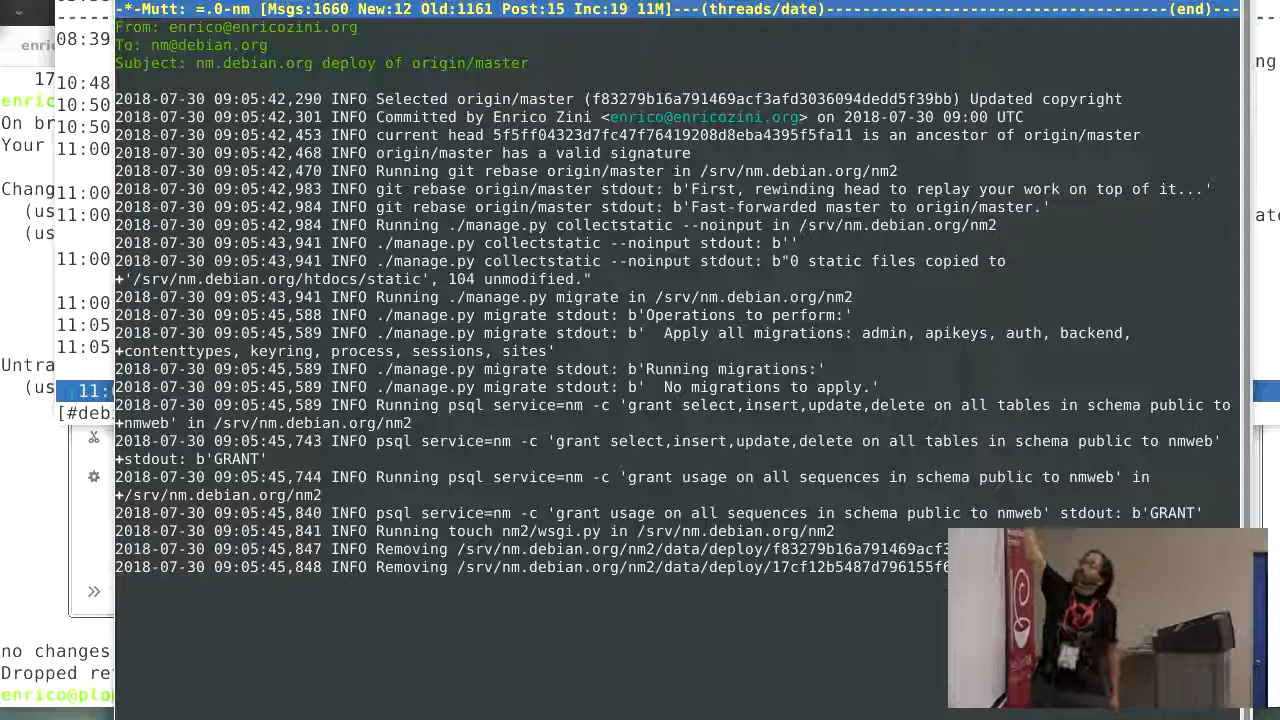 -*-Mutt: =.0-nm [Msgs:1660 New:12 Old:1161 Post:15 Inc:19 11M]---(threads/date)--------------------------------------(end)---
From: enrico@enricozini.org
To: nm@debian.org
Subject: nm.debian.org deploy of origin/master
2018-07-30 09:05:42,290 INFO Selected origin/master (f83279b16a791469acf3afd3036094dedd5f39bb) Updated copyright
2018-07-30 09:05:42,301 INFO Committed by Enrico Zini <enrico@enricozini.org> on 2018-07-30 09:00 UTC
2018-07-30 09:05:42,453 INFO current head 5f5ff04323d7fc47f76419208d8eba4395f5fa11 is an ancestor of origin/master
2018-07-30 09:05:42,468 INFO origin/master has a valid signature
2018-07-30 09:05:42,470 INFO Running git rebase origin/master in /srv/nm.debian.org/nm2
2018-07-30 09:05:42,983 INFO git rebase origin/master stdout: b'First, rewinding head to replay your work on top of it...'
2018-07-30 09:05:42,984 INFO git rebase origin/master stdout: b'Fast-forwarded master to origin/master.'
2018-07-30 09:05:42,984 INFO Running ./manage.py collectstatic --noinput in /srv/nm.debian.org/nm2
2018-07-30 09:05:43,941 INFO ./manage.py collectstatic --noinput stdout: b''
2018-07-30 09:05:43,941 INFO ./manage.py collectstatic --noinput stdout: b"0 static files copied to
+'/srv/nm.debian.org/htdocs/static', 104 unmodified."
2018-07-30 09:05:43,941 INFO Running ./manage.py migrate in /srv/nm.debian.org/nm2
2018-07-30 09:05:45,588 INFO ./manage.py migrate stdout: b'Operations to perform:'
2018-07-30 09:05:45,589 INFO ./manage.py migrate stdout: b'  Apply all migrations: admin, apikeys, auth, backend,
+contenttypes, keyring, process, sessions, sites'
2018-07-30 09:05:45,589 INFO ./manage.py migrate stdout: b'Running migrations:'
2018-07-30 09:05:45,589 INFO ./manage.py migrate stdout: b'  No migrations to apply.'
2018-07-30 09:05:45,589 INFO Running psql service=nm -c 'grant select,insert,update,delete on all tables in schema public to
+nmweb' in /srv/nm.debian.org/nm2
2018-07-30 09:05:45,743 INFO psql service=nm -c 'grant select,insert,update,delete on all tables in schema public to nmweb'
+stdout: b'GRANT'
2018-07-30 09:05:45,744 INFO Running psql service=nm -c 'grant usage on all sequences in schema public to nmweb' in
+/srv/nm.debian.org/nm2
2018-07-30 09:05:45,840 INFO psql service=nm -c 'grant usage on all sequences in schema public to nmweb' stdout: b'GRANT'
2018-07-30 09:05:45,841 INFO Running touch nm2/wsgi.py in /srv/nm.debian.org/nm2
2018-07-30 09:05:45,847 INFO Removing /srv/nm.debian.org/nm2/data/deploy/f83279b16a791469acf3
2018-07-30 09:05:45,848 INFO Removing /srv/nm.debian.org/nm2/data/deploy/17cf12b5487d796155f6
08:39
enri
17
10:48
enric
10:50
On br
10:50
Your
11:00
Chang
11:00
(us
11:00
(us
11:00
11:00
11:05
11:05
Untra
(us
11:
[#deb
no changes
Dropped re
enrico@plo
ng
ate